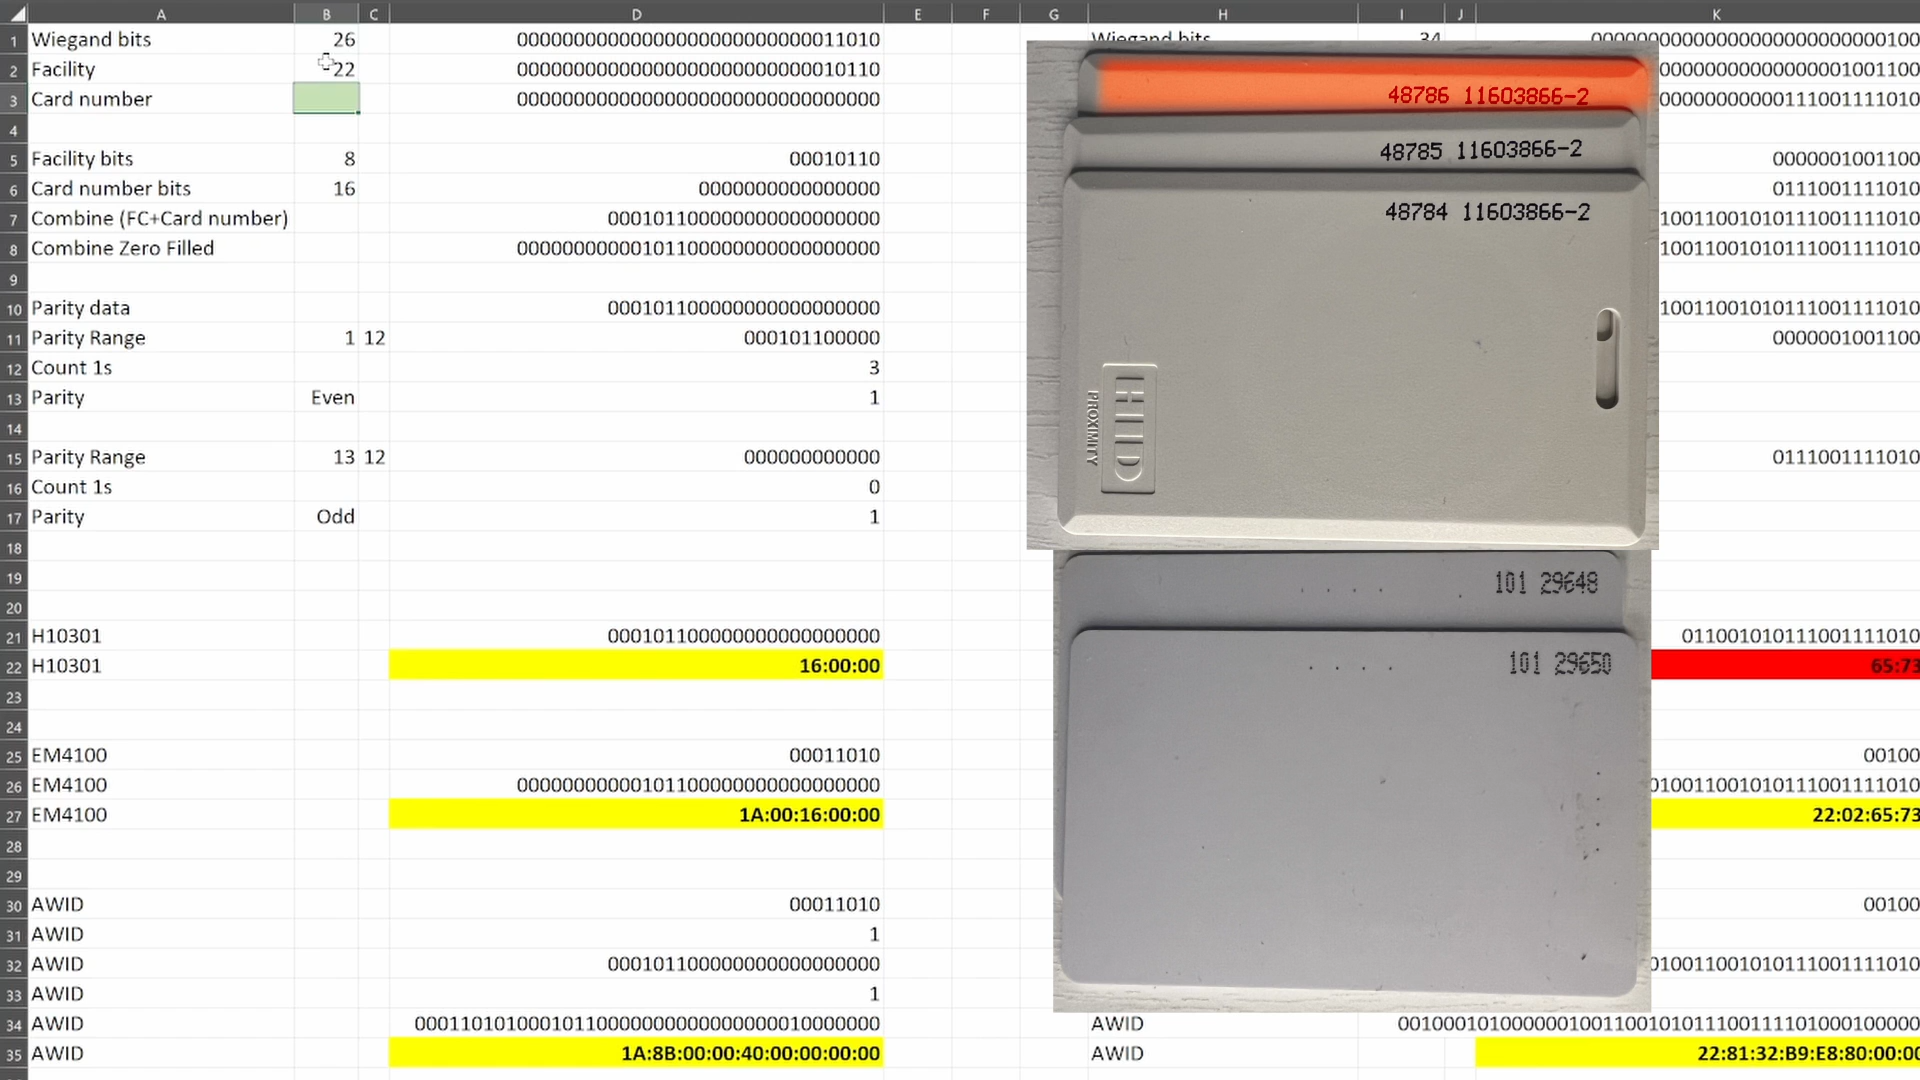 A B C D E F G H I J K
1 Wiegand bits 26 00000000000000000000000000011010 Wiegand bits 34
2 Facility 22 00000000000000000000000000010110
3 Card number 00000000000000000000000000000000
4
5 Facility bits 8 00010110 0000001001100
6 Card number bits 16 0000000000000000 0111001111010
7 Combine (FC+Card number) 000101100000000000000000
8 Combine Zero Filled 00000000000101100000000000000000
9
10 Parity data 000101100000000000000000
11 Parity Range 1 12 000101100000 0000001001100
12 Count 1s 3
13 Parity Even 1
14
15 Parity Range 13 12 000000000000 0111001111010
16 Count 1s 0
17 Parity Odd 1
18
19
20
21 H10301 000101100000000000000000 011001010111001111010
22 H10301 16:00:00 65:73
23
24
25 EM4100 00011010 00100
26 EM4100 00000000000101100000000000000000
27 EM4100 1A:00:16:00:00 22:02:65:73
28
29
30 AWID 00011010 00100
31 AWID 1
32 AWID 000101100000000000000000
33 AWID 1
34 AWID AWID
35 AWID 1A:8B:00:00:40:00:00:00:00 AWID 22:81:32:B9:E8:80:00:00
48786 11603866-2
48785 11603866-2
48784 11603866-2
HID
PROXIMITY
101 29648
101 29650